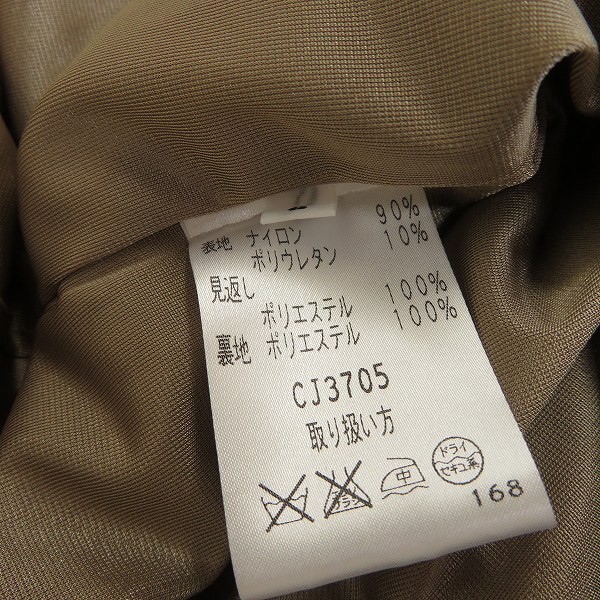 表地 ナイロン 90%
ポリウレタン 10%
見返し
ポリエステル 100%
裏地 ポリエステル 100%
CJ3705
取り扱い方
中
ドライ
セキユ系
168